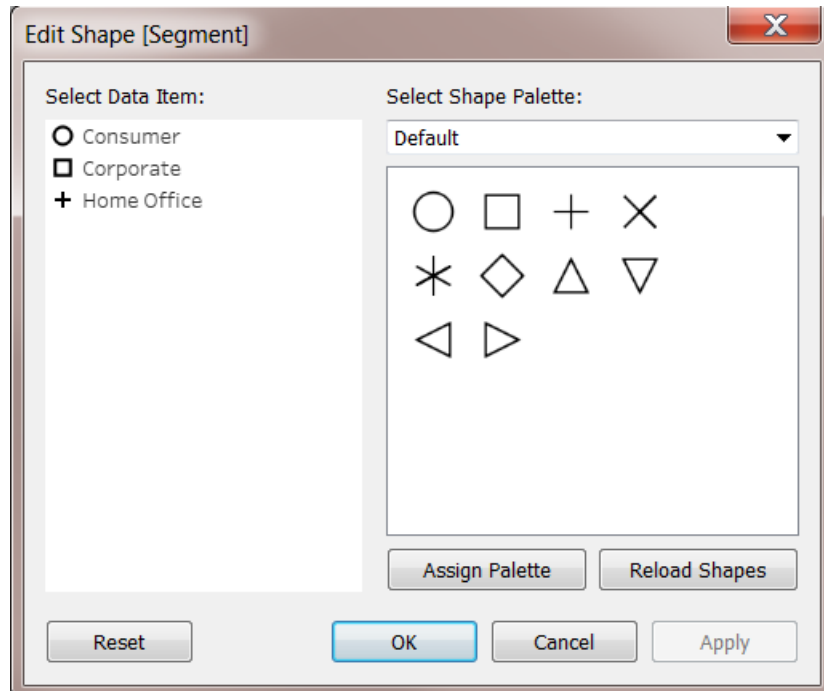 Edit Shape [Segment]
Select Data Item:
Consumer
Corporate
Home Office
Select Shape Palette:
Default
Assign Palette
Reload Shapes
Reset
OK
Cancel
Apply